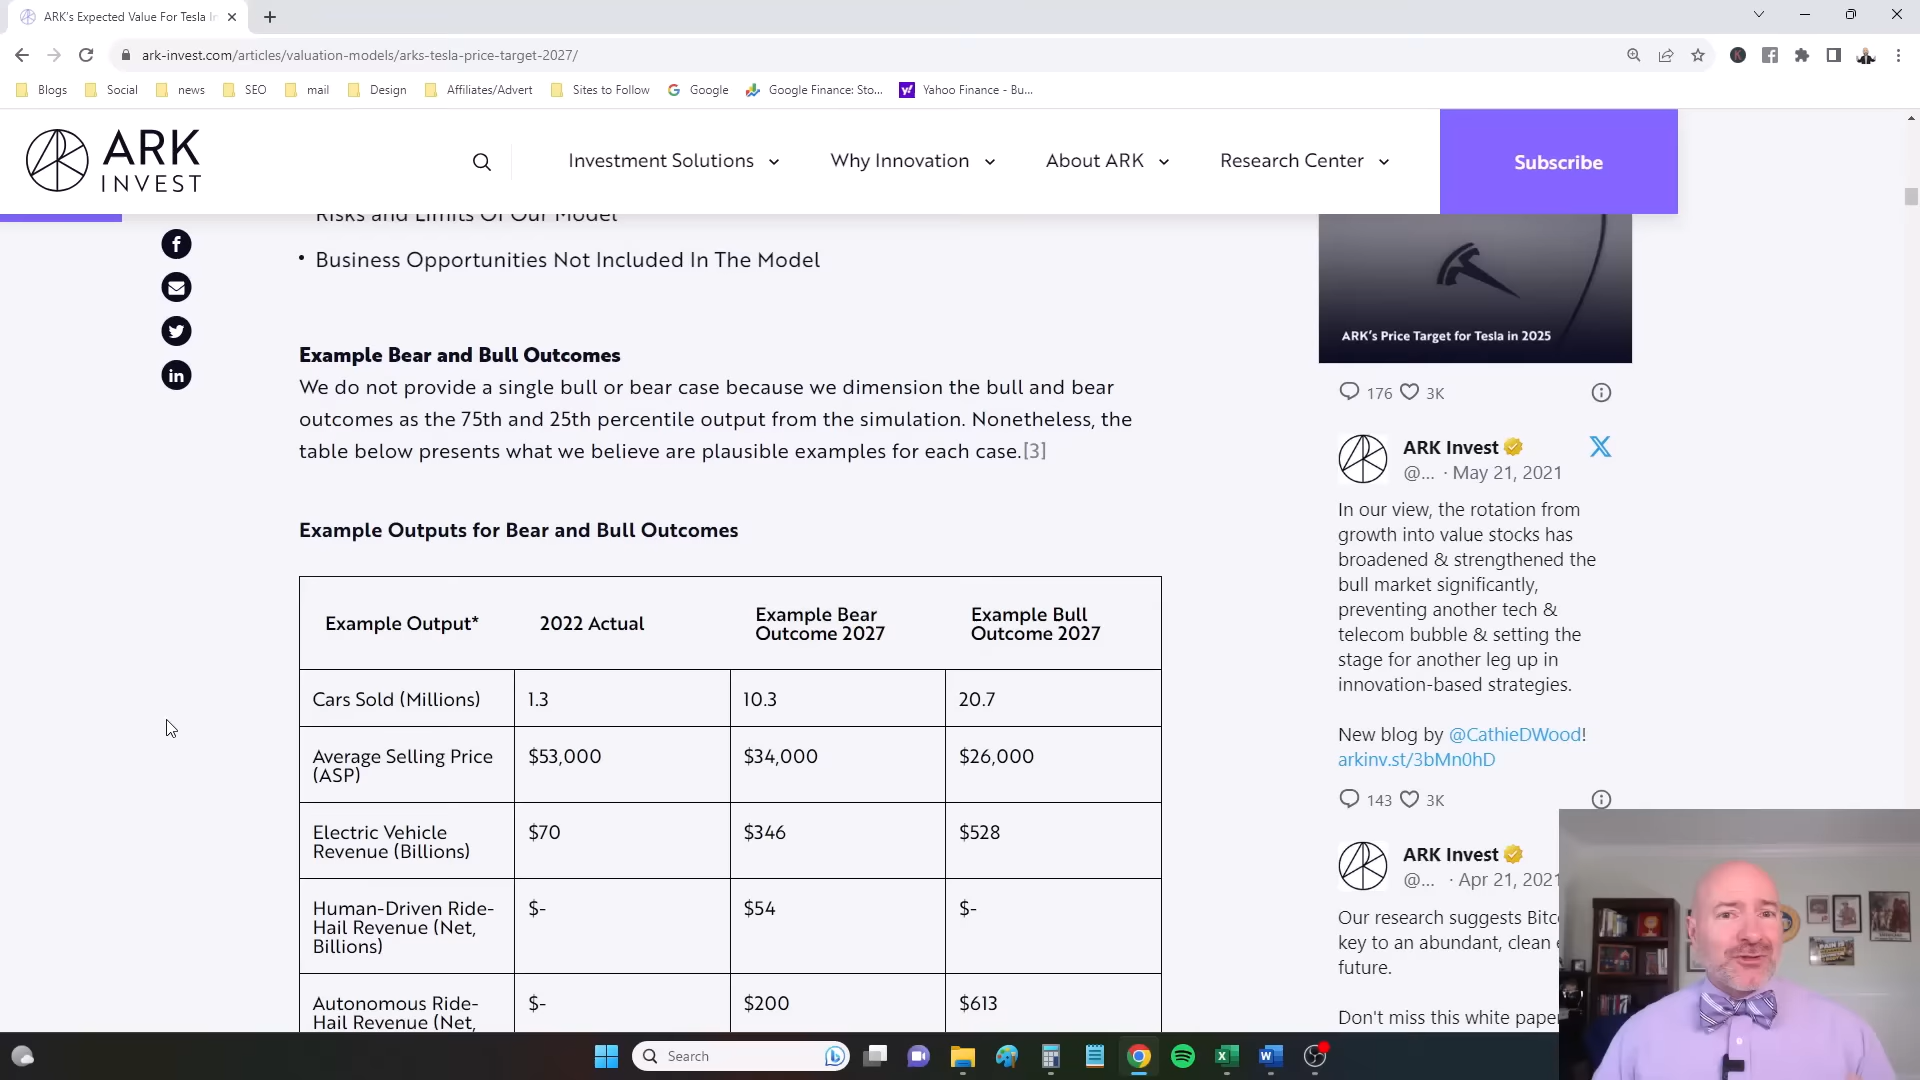 ARK's Expected Value For Tesla In
ark-invest.com/articles/valuation-models/arks-tesla-price-target-2027/
Blogs
Social
news
SEO
mail
Design
Affiliates/Advert
Sites to Follow
Google
Google Finance: Sto...
Yahoo Finance - Bu...
ARK
INVEST
Investment Solutions
Why Innovation
About ARK
Research Center
Subscribe
Risks and Limits Of Our Model
• Business Opportunities Not Included In The Model
Example Bear and Bull Outcomes
We do not provide a single bull or bear case because we dimension the bull and bear
outcomes as the 75th and 25th percentile output from the simulation. Nonetheless, the
table below presents what we believe are plausible examples for each case.[3]
Example Outputs for Bear and Bull Outcomes
Example Output*
2022 Actual
Example Bear
Outcome 2027
Example Bull
Outcome 2027
Cars Sold (Millions)
1.3
10.3
20.7
Average Selling Price
(ASP)
$53,000
$34,000
$26,000
Electric Vehicle
Revenue (Billions)
$70
$346
$528
Human-Driven Ride-
Hail Revenue (Net,
Billions)
$-
$54
$-
Autonomous Ride-
Hail Revenue (Net,
$-
$200
$613
ARK's Price Target for Tesla in 2025
176 3K
ARK Invest
@... · May 21, 2021
In our view, the rotation from
growth into value stocks has
broadened & strengthened the
bull market significantly,
preventing another tech &
telecom bubble & setting the
stage for another leg up in
innovation-based strategies.
New blog by @CathieDWood!
arkinv.st/3bMn0hD
143 3K
ARK Invest
@... · Apr 21, 2021
Our research suggests Bitc
key to an abundant, clean e
future.
Don't miss this white pape
Search